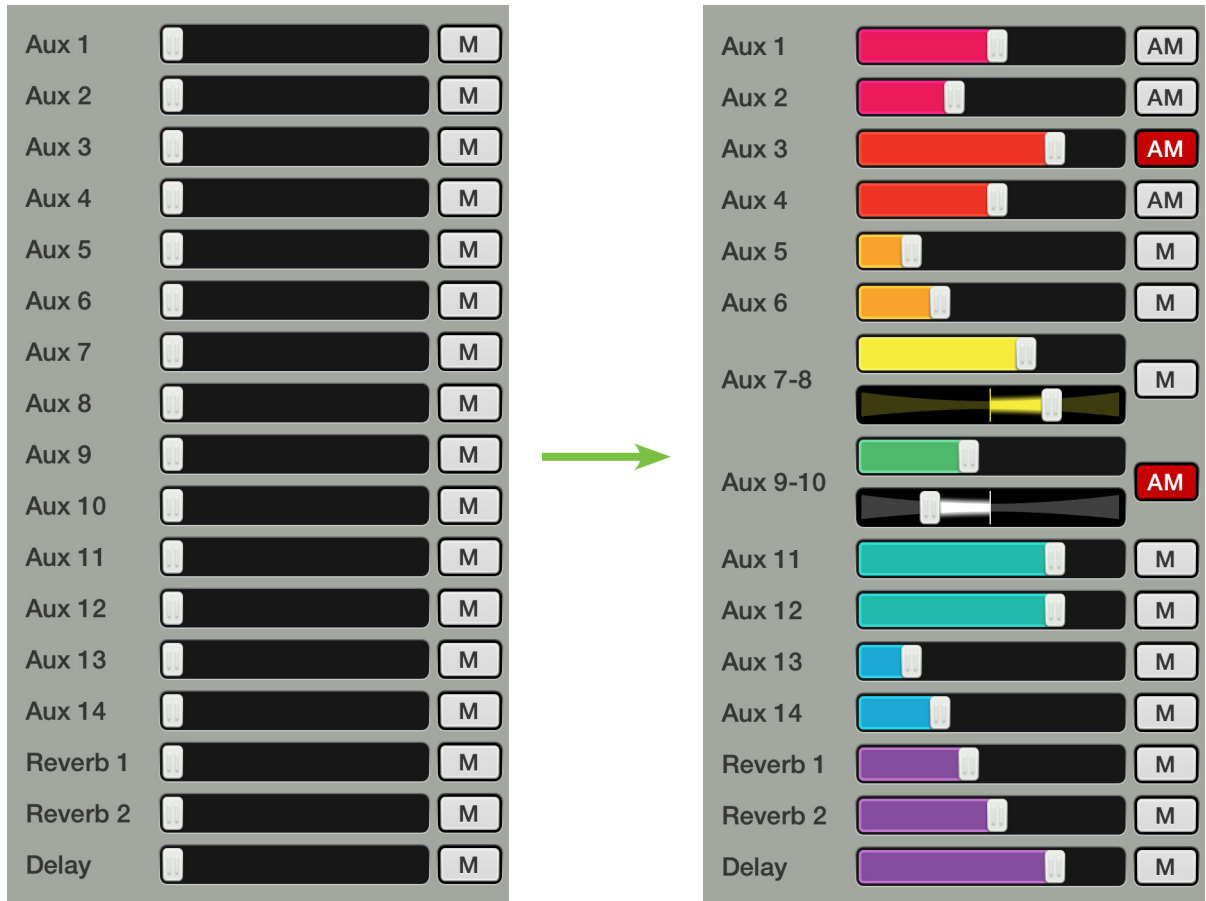 Aux 1 M
Aux 2 M
Aux 3 M
Aux 4 M
Aux 5 M
Aux 6 M
Aux 7 M
Aux 8 M
Aux 9 M
Aux 10 M
Aux 11 M
Aux 12 M
Aux 13 M
Aux 14 M
Reverb 1 M
Reverb 2 M
Delay M
Aux 1 AM
Aux 2 AM
Aux 3 AM
Aux 4 AM
Aux 5 M
Aux 6 M
Aux 7-8 M
Aux 9-10 AM
Aux 11 M
Aux 12 M
Aux 13 M
Aux 14 M
Reverb 1 M
Reverb 2 M
Delay M